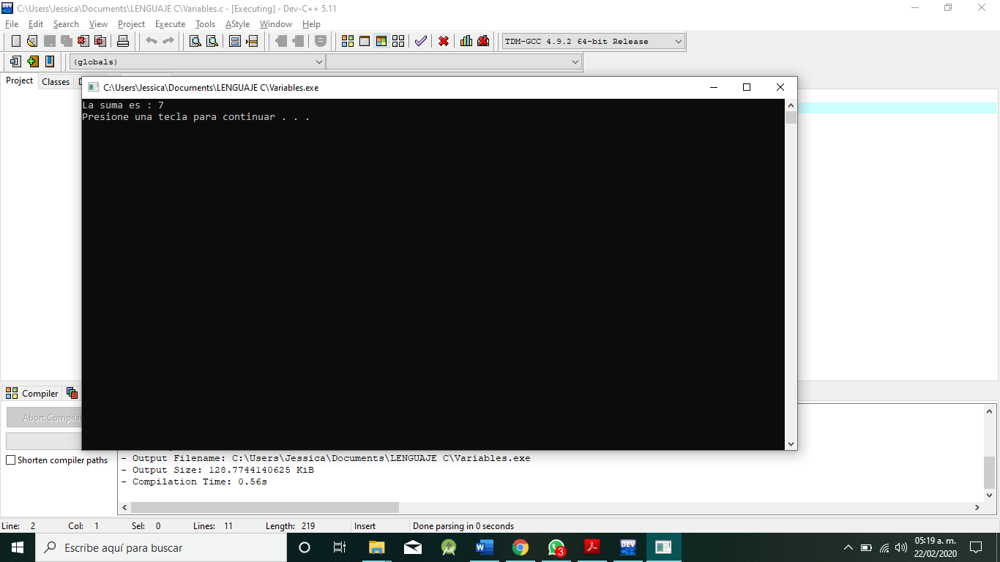 C:\Users\Jessica\Documents\LENGUAJE C\Variables.c - [Executing] - Dev-C++ 5.11
File Edit Search View Project Execute Tools AStyle Window Help
TDM-GCC 4.9.2 64-bit Release
(globals)
Project Classes
C:\Users\Jessica\Documents\LENGUAJE C\Variables.exe
La suma es : 7
Presione una tecla para continuar . . .
Compiler
Abort Compilat
Shorten compiler paths
- Output Filename: C:\Users\Jessica\Documents\LENGUAJE C\Variables.exe
- Output Size: 128.7744140625 KiB
- Compilation Time: 0.56s
Line: 2 Col: 1 Sel: 0 Lines: 11 Length: 219 Insert Done parsing in 0 seconds
Escribe aquí para buscar
3
DEV
05:19 a. m.
22/02/2020